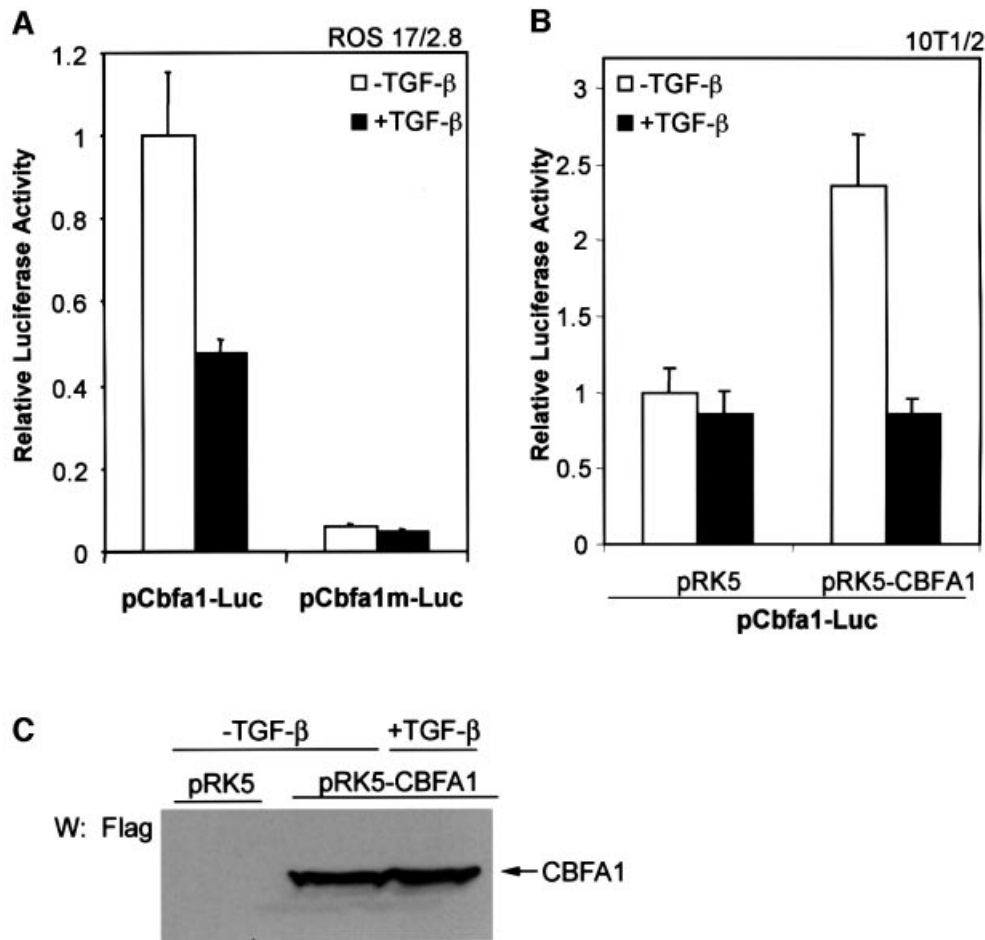 A
ROS 17/2.8
1.2
1
0.8
0.6
0.4
0.2
0
Relative Luciferase Activity
-TGF-β
+TGF-β
pCbfa1-Luc pCbfa1m-Luc
B
10T1/2
3
2.5
2
1.5
1
0.5
0
Relative Luciferase Activity
-TGF-β
+TGF-β
pRK5 pRK5-CBFA1
pCbfa1-Luc
C
-TGF-β +TGF-β
pRK5 pRK5-CBFA1
W: Flag
CBFA1